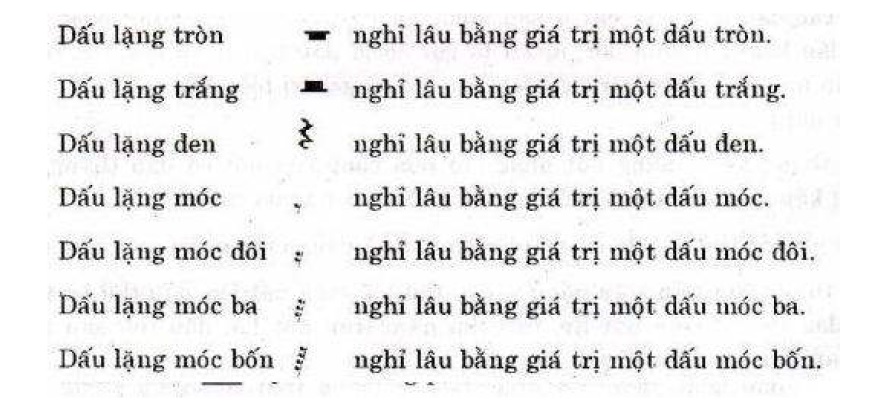 Dấu lặng tròn nghỉ lâu bằng giá trị một dấu tròn.
Dấu lặng trắng nghỉ lâu bằng giá trị một dấu trắng.
Dấu lặng đen nghỉ lâu bằng giá trị một dấu đen.
Dấu lặng móc nghỉ lâu bằng giá trị một dấu móc.
Dấu lặng móc đôi nghỉ lâu bằng giá trị một dấu móc đôi.
Dấu lặng móc ba nghỉ lâu bằng giá trị một dấu móc ba.
Dấu lặng móc bốn nghỉ lâu bằng giá trị một dấu móc bốn.